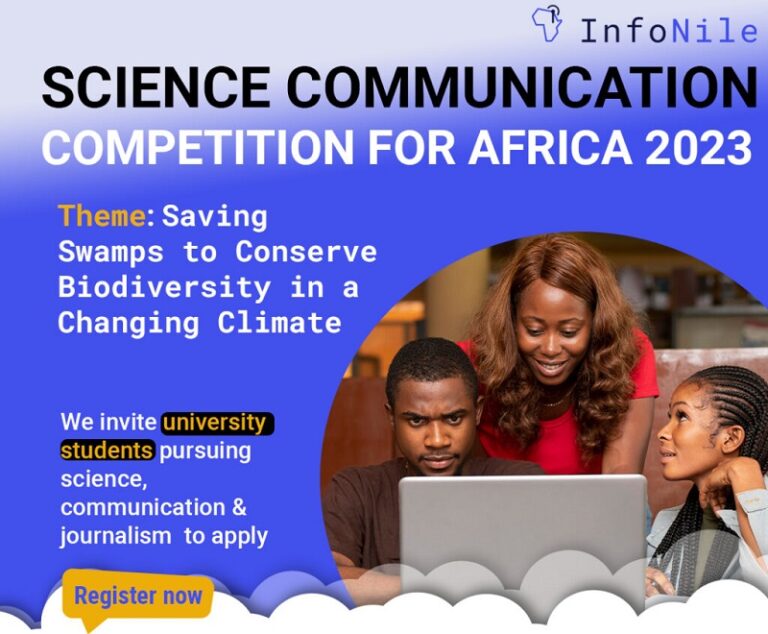 InfoNile
SCIENCE COMMUNICATION
COMPETITION FOR AFRICA 2023
Theme: Saving
Swamps to Conserve
Biodiversity in a
Changing Climate
We invite university
students pursuing
science,
communication &
journalism to apply
Register now